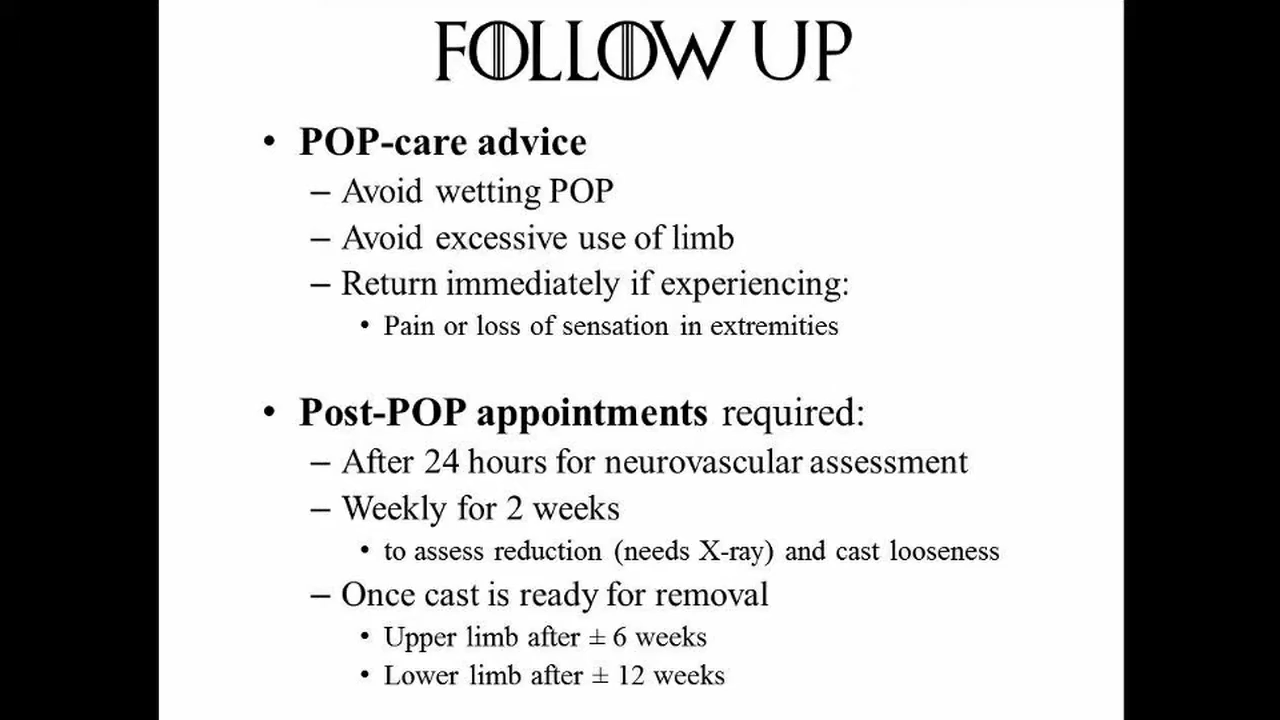 FOLLOW UP
• POP-care advice
– Avoid wetting POP
– Avoid excessive use of limb
– Return immediately if experiencing:
• Pain or loss of sensation in extremities
• Post-POP appointments required:
– After 24 hours for neurovascular assessment
– Weekly for 2 weeks
• to assess reduction (needs X-ray) and cast looseness
– Once cast is ready for removal
• Upper limb after ± 6 weeks
• Lower limb after ± 12 weeks